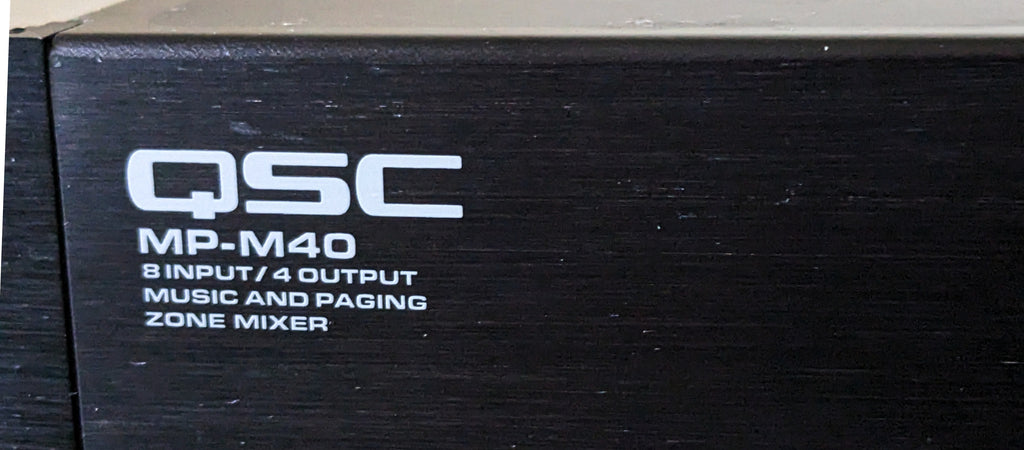 QSC
MP-M40
8 INPUT / 4 OUTPUT
MUSIC AND PAGING
ZONE MIXER